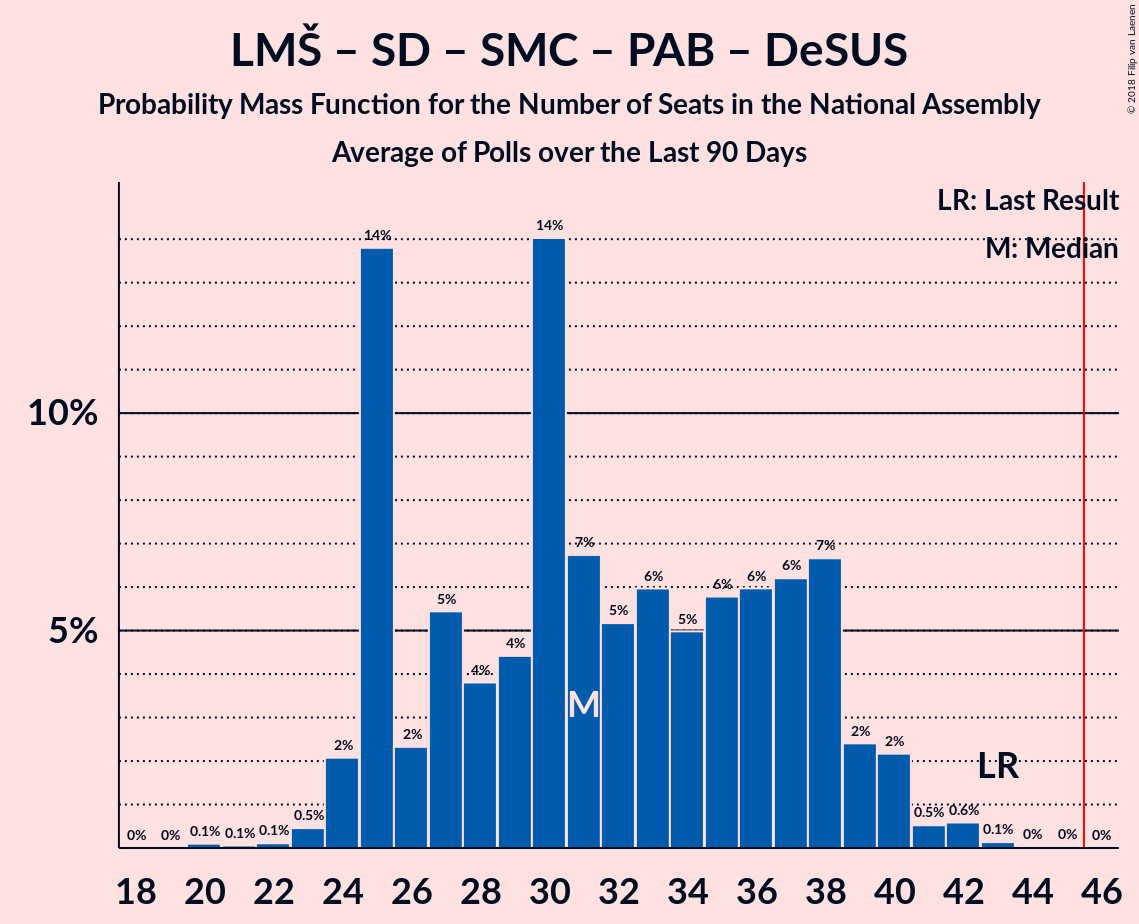 LMŠ – SD – SMC – PAB – DeSUS
Probability Mass Function for the Number of Seats in the National Assembly
Average of Polls over the Last 90 Days
© 2018 Filip van Laenen
LR: Last Result
M: Median
10%
5%
0% 0% 0.1% 0.1% 0.1% 0.5% 2% 14% 2% 5% 4% 4% 14% 7% 5% 6% 5% 6% 6% 6% 7% 2% 2% 0.5% 0.6% 0.1% 0% 0% 0%
M
LR
18 20 22 24 26 28 30 32 34 36 38 40 42 44 46